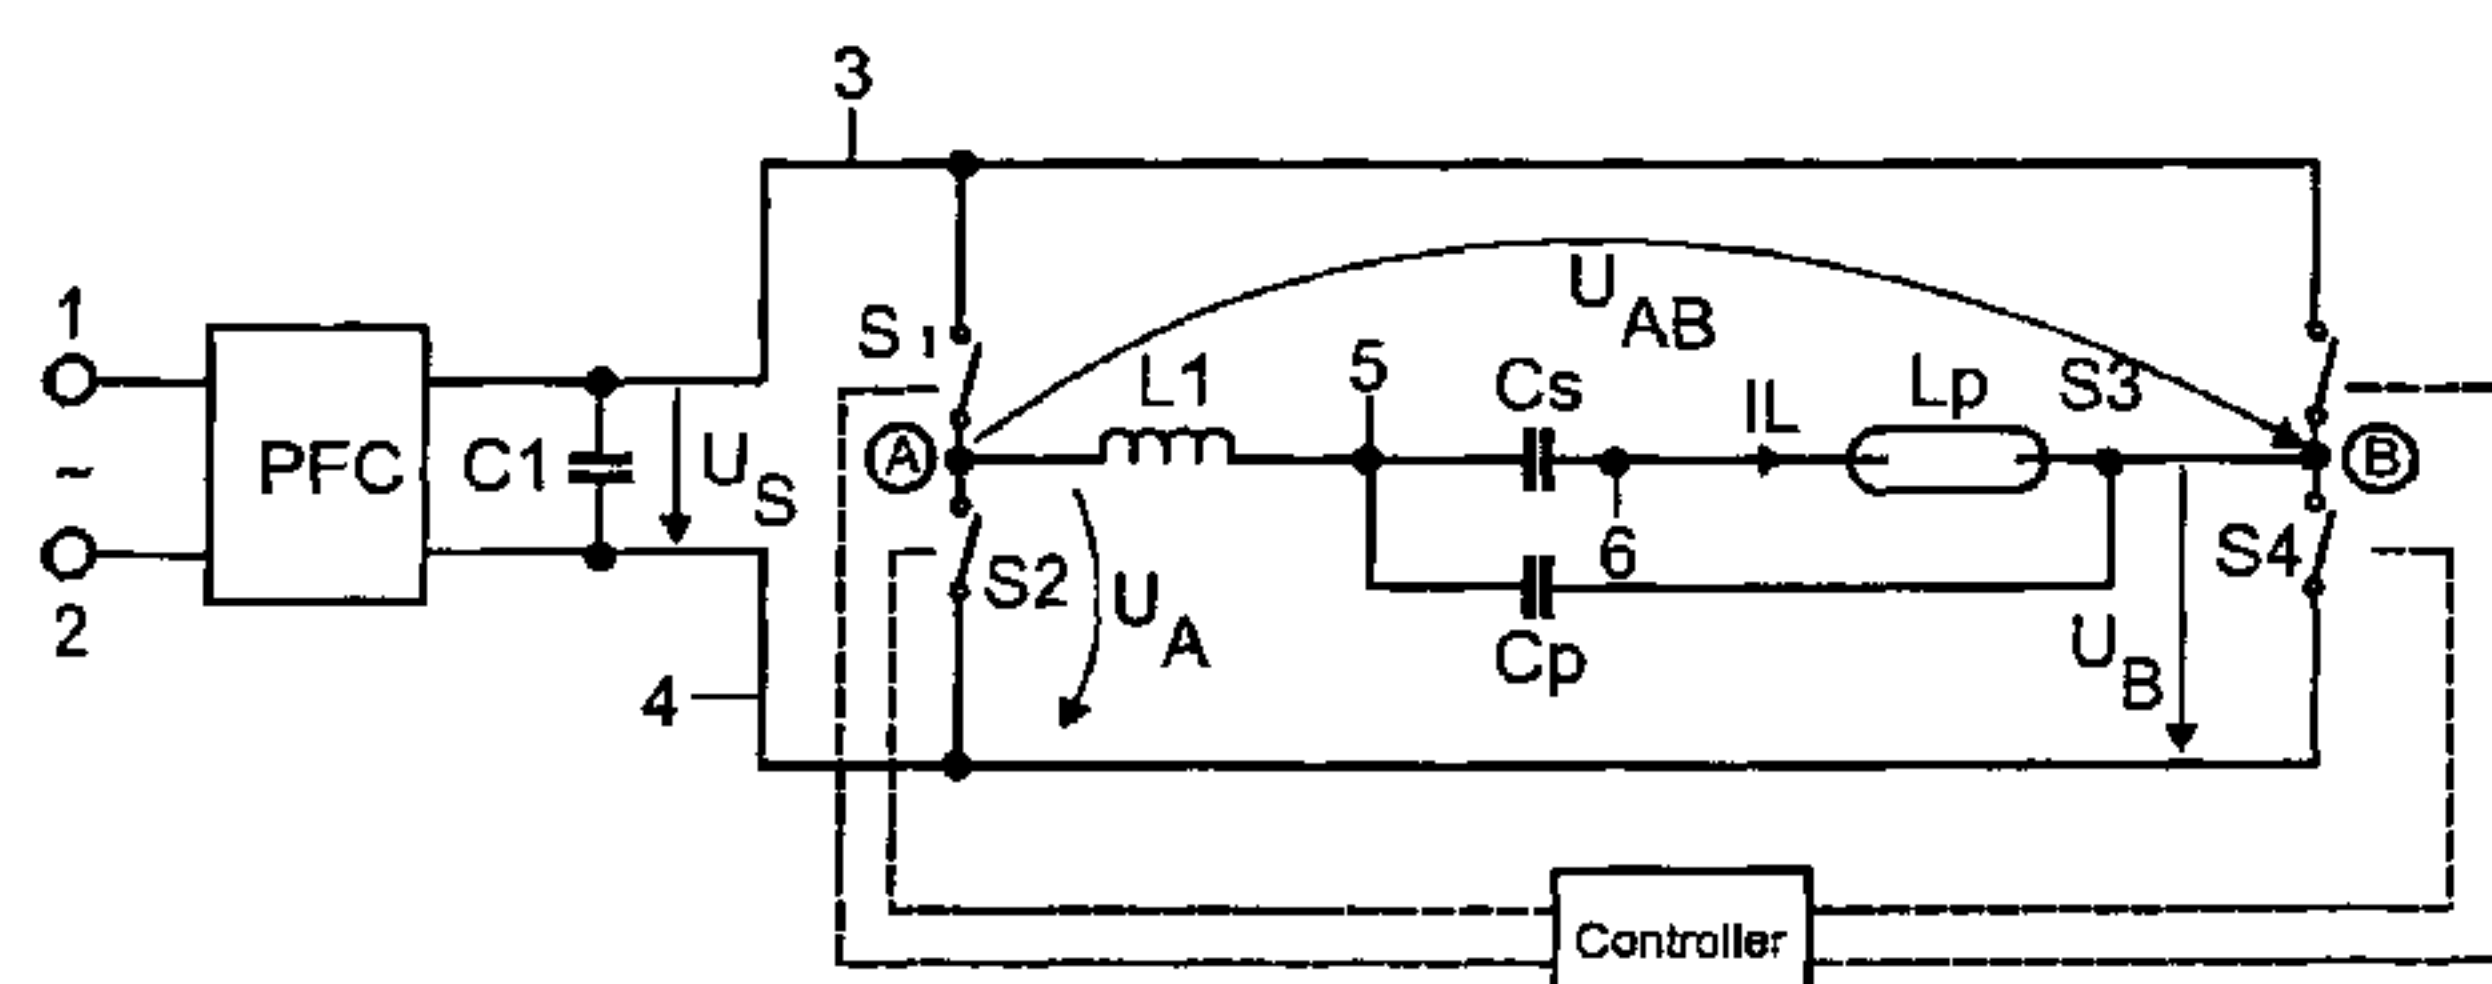 3
1
S1
U AB
5
L1
Cs
IL
Lp
S3
PFC
C1
U S
A
B
~
2
S2
U A
6
S4
Cp
U B
4
Controller